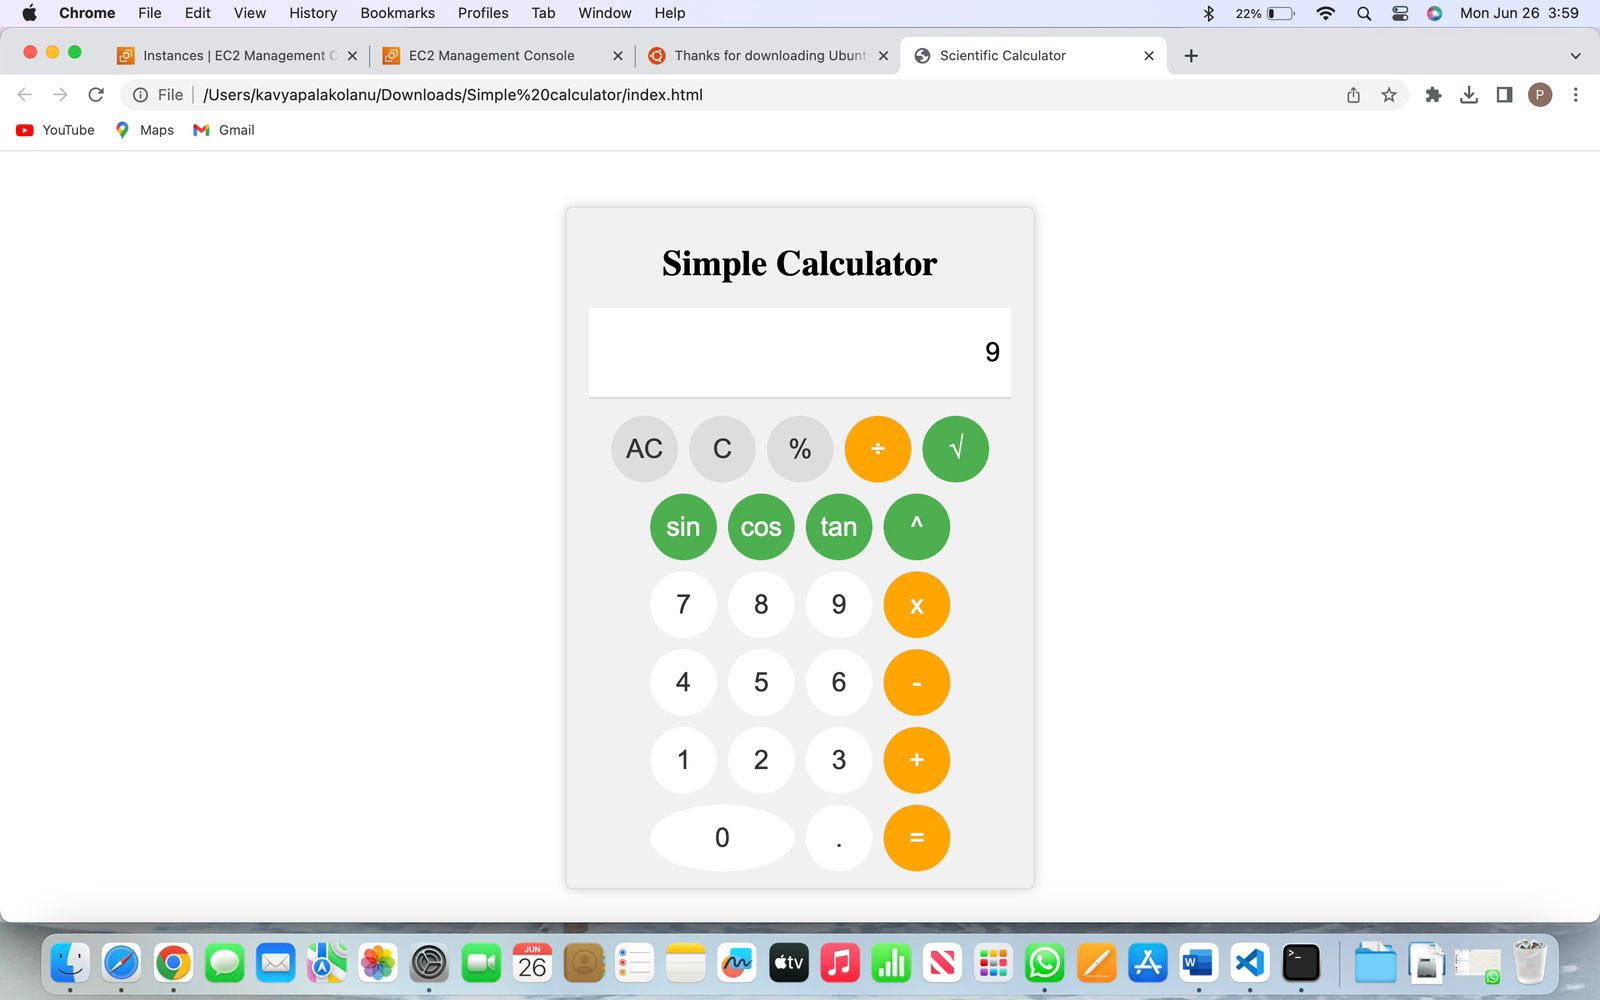 Chrome File Edit View History Bookmarks Profiles Tab Window Help 22% Mon Jun 26 3:59
Instances | EC2 Management C EC2 Management Console Thanks for downloading Ubunt Scientific Calculator
File /Users/kavyapalakolanu/Downloads/Simple%20calculator/index.html P
YouTube Maps Gmail
Simple Calculator
9
AC C % ÷ √
sin cos tan ^
7 8 9 x
4 5 6 -
1 2 3 +
0 . =
JUN
26
tv
W